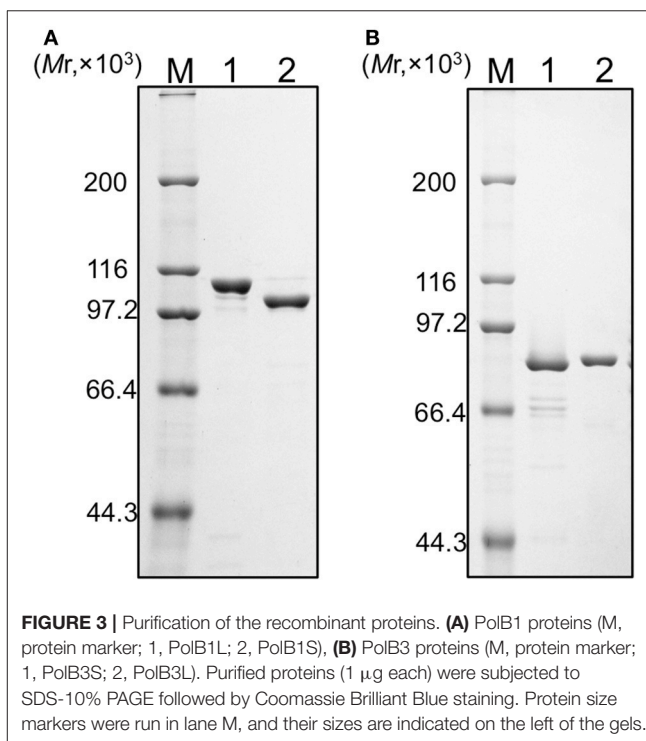 A
(Mr,×10³) M 1 2
200
116
97.2
66.4
44.3
B
(Mr,×10³) M 1 2
200
116
97.2
66.4
44.3
FIGURE 3 | Purification of the recombinant proteins. (A) PolB1 proteins (M,
protein marker; 1, PolB1L; 2, PolB1S), (B) PolB3 proteins (M, protein marker;
1, PolB3S; 2, PolB3L). Purified proteins (1 μg each) were subjected to
SDS-10% PAGE followed by Coomassie Brilliant Blue staining. Protein size
markers were run in lane M, and their sizes are indicated on the left of the gels.